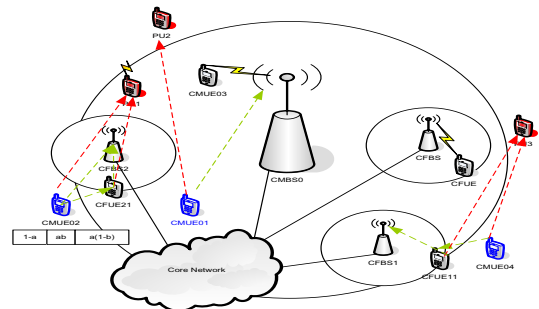 PU2
CMUE03
CMBS0
CFBS
CFUE
CFBS2
CFUE21
CMUE02
CMUE01
1-a ab a(1-b)
CFBS1
CFUE11
CMUE04
Core Network